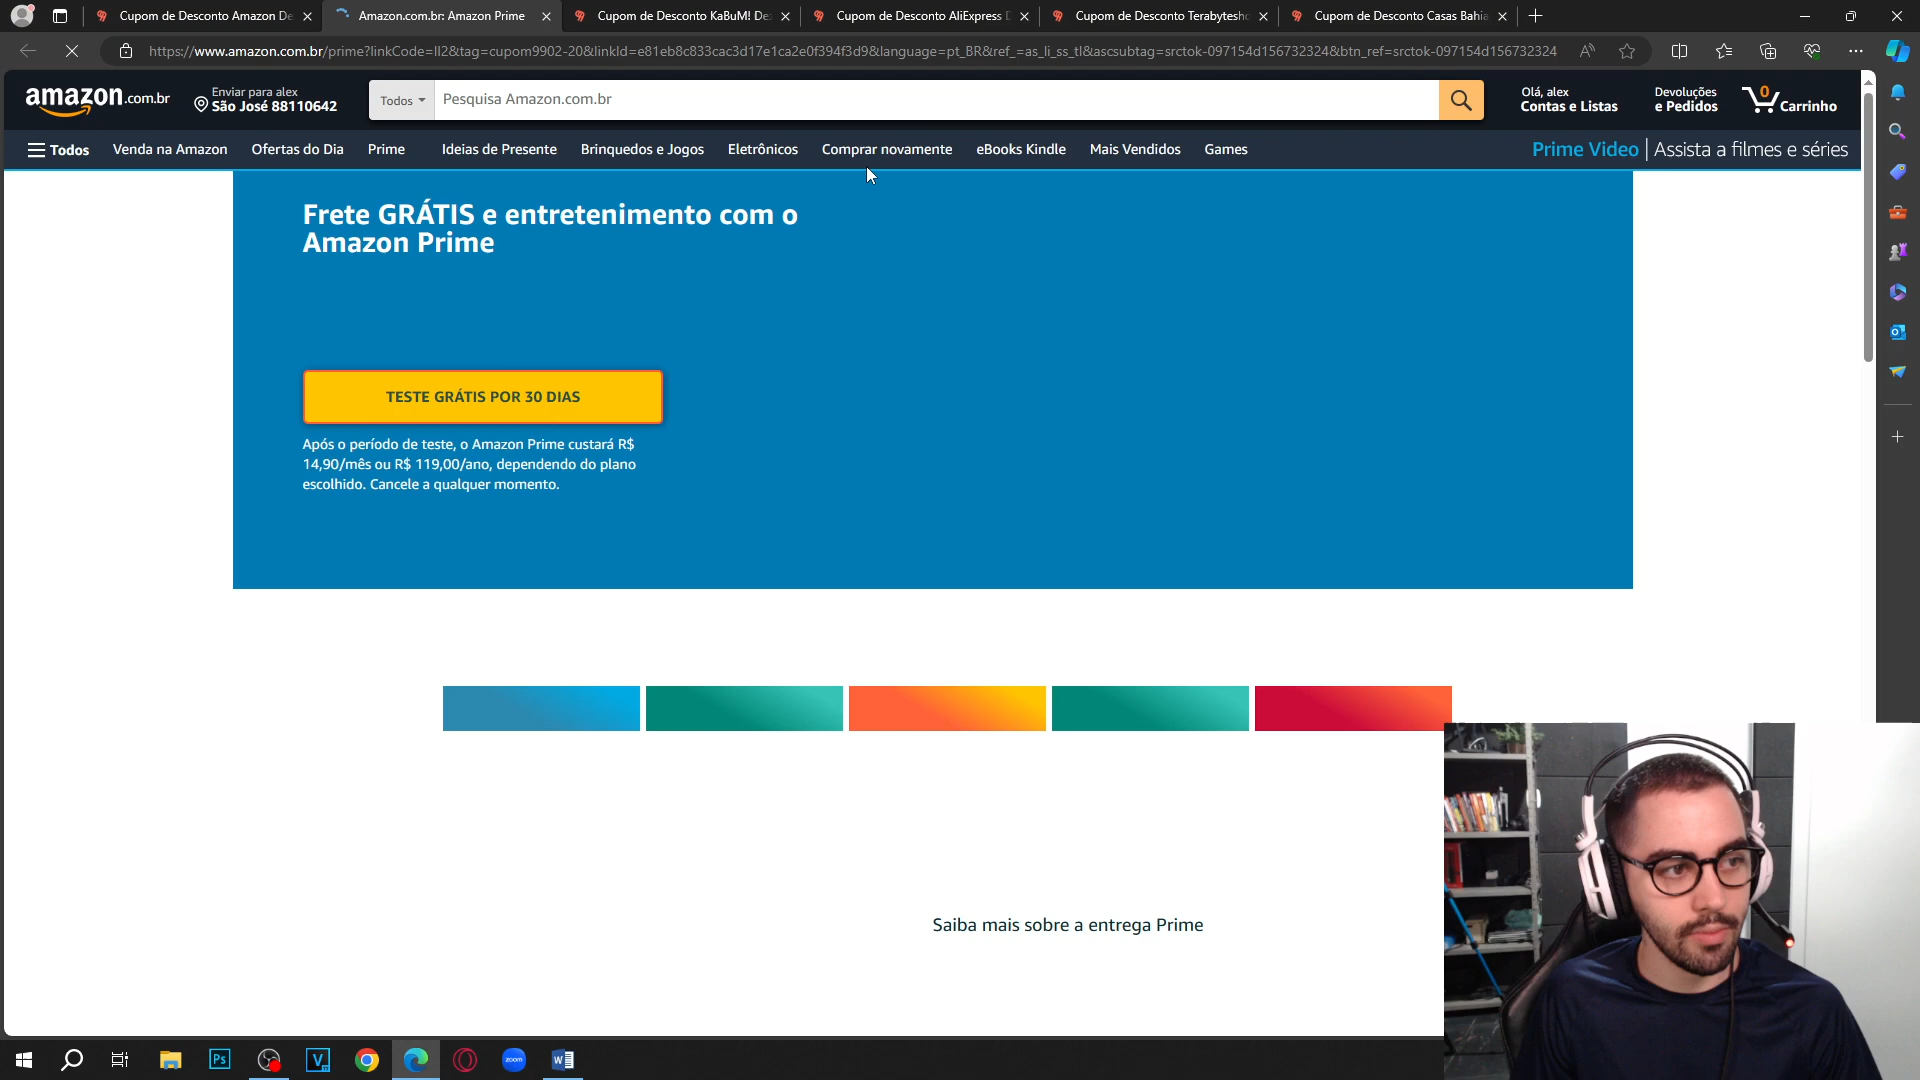 Cupom de Desconto Amazon De
Amazon.com.br: Amazon Prime
Cupom de Desconto KaBuM! De
Cupom de Desconto AliExpress
Cupom de Desconto Terabytesh
Cupom de Desconto Casas Bahia
https://www.amazon.com.br/prime?linkCode=ll2&tag=cupom9902-20&linkId=e81eb8c833cac3d17e1ca2e0f394f3d9&language=pt_BR&ref_=as_li_ss_tl&ascsubtag=srctok-097154d156732324&btn_ref=srctok-097154d156732324
amazon.com.br
Enviar para alex
São José 88110642
Todos
Pesquisa Amazon.com.br
Olá, alex
Contas e Listas
Devoluções
e Pedidos
0
Carrinho
Todos
Venda na Amazon
Ofertas do Dia
Prime
Ideias de Presente
Brinquedos e Jogos
Eletrônicos
Comprar novamente
eBooks Kindle
Mais Vendidos
Games
Prime Video | Assista a filmes e séries
Frete GRÁTIS e entretenimento com o
Amazon Prime
TESTE GRÁTIS POR 30 DIAS
Após o período de teste, o Amazon Prime custará R$
14,90/mês ou R$ 119,00/ano, dependendo do plano
escolhido. Cancele a qualquer momento.
Saiba mais sobre a entrega Prime
Ps
V
zoom
W